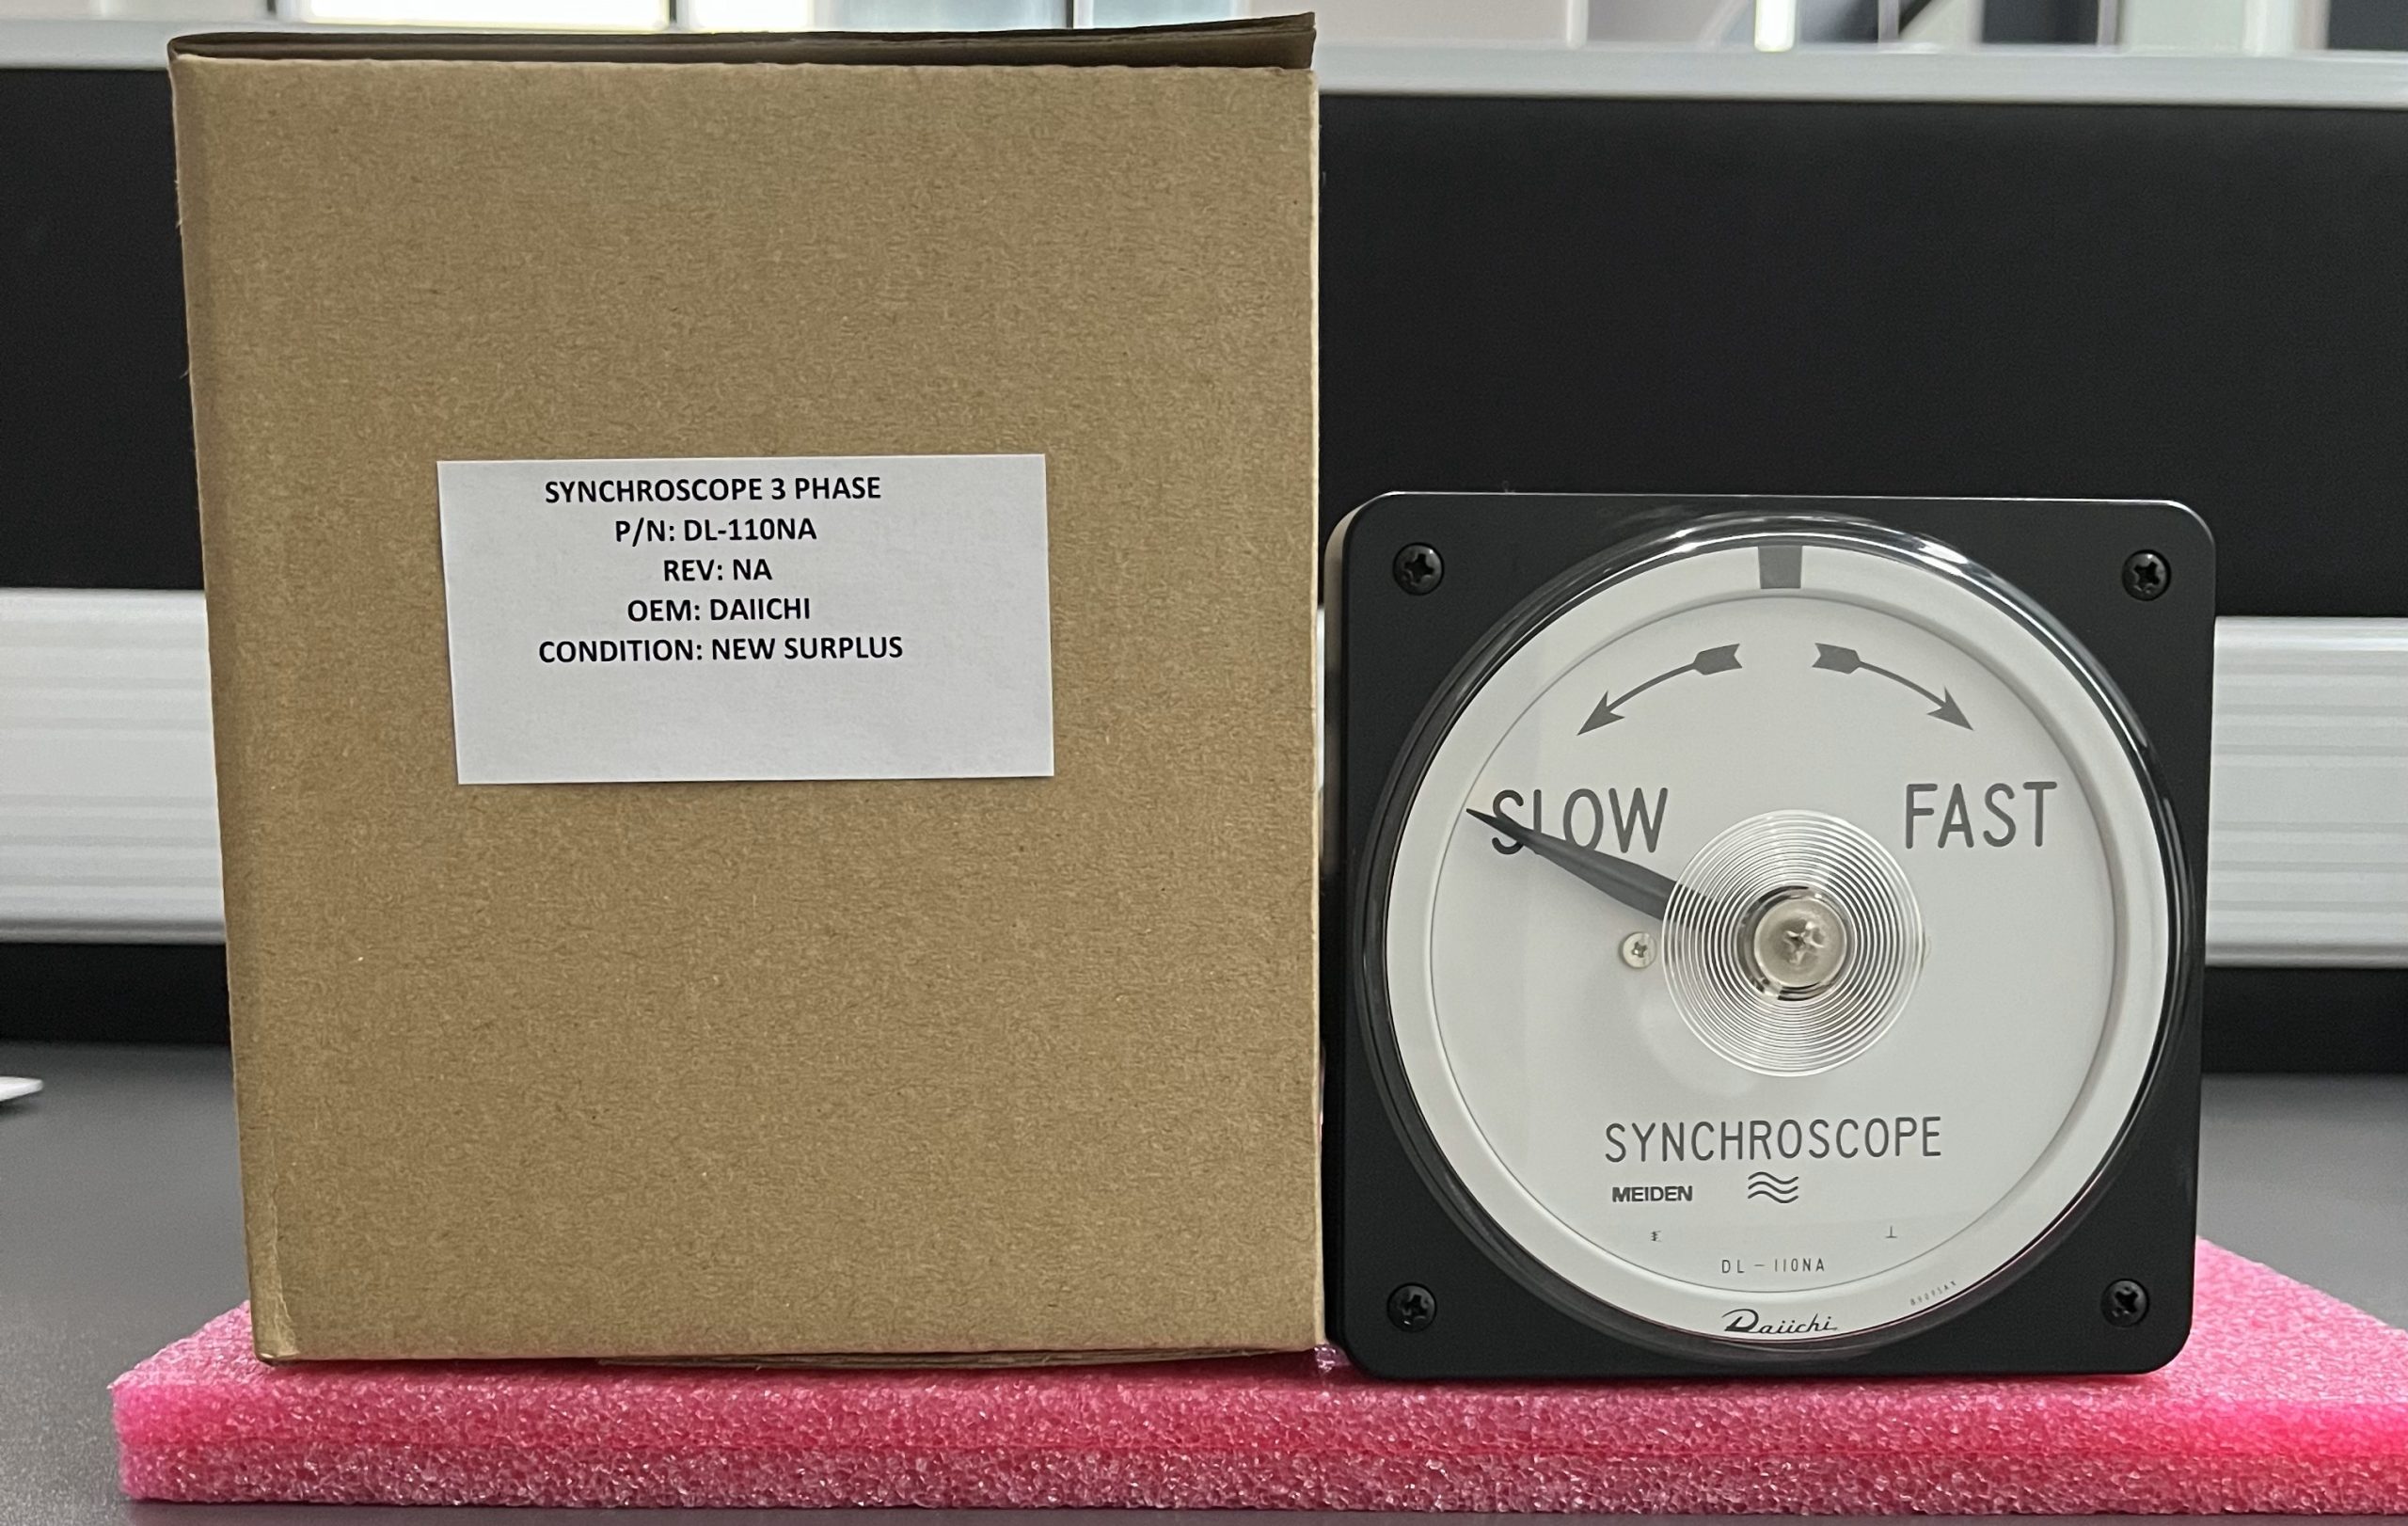 SYNCHROSCOPE 3 PHASE
P/N: DL-110NA
REV: NA
OEM: DAIICHI
CONDITION: NEW SURPLUS
SLOW FAST
SYNCHROSCOPE
MEIDEN
DL-110NA
Daiichi